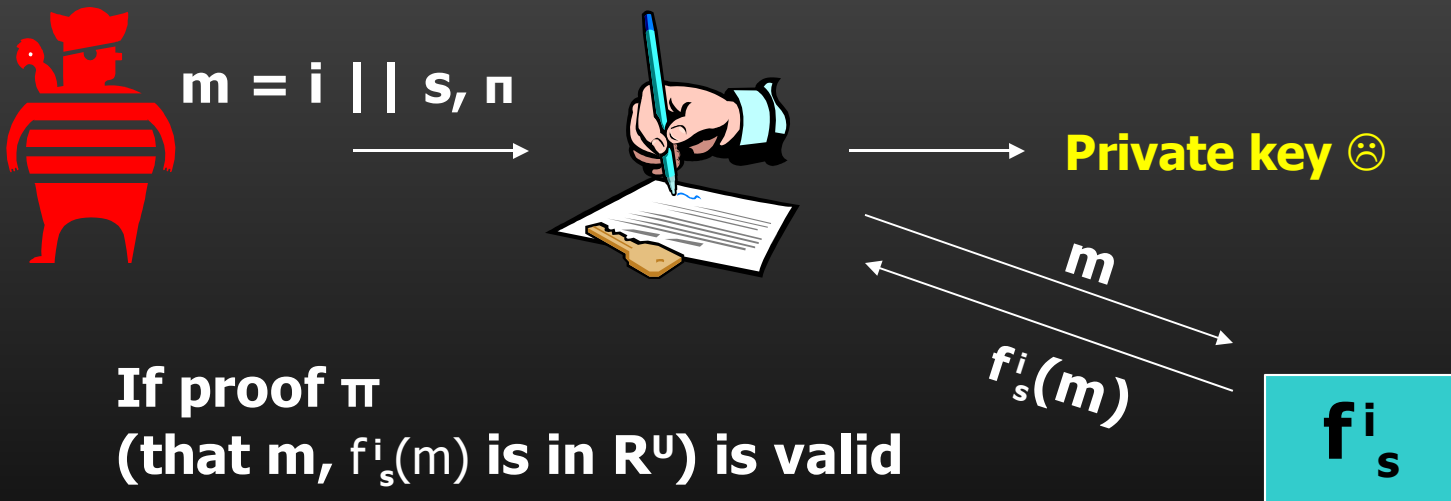 m = i || s, π
Private key ☹
m
fⁱₛ(m)
If proof π
(that m, fⁱₛ(m) is in Rᵁ) is valid
fⁱₛ